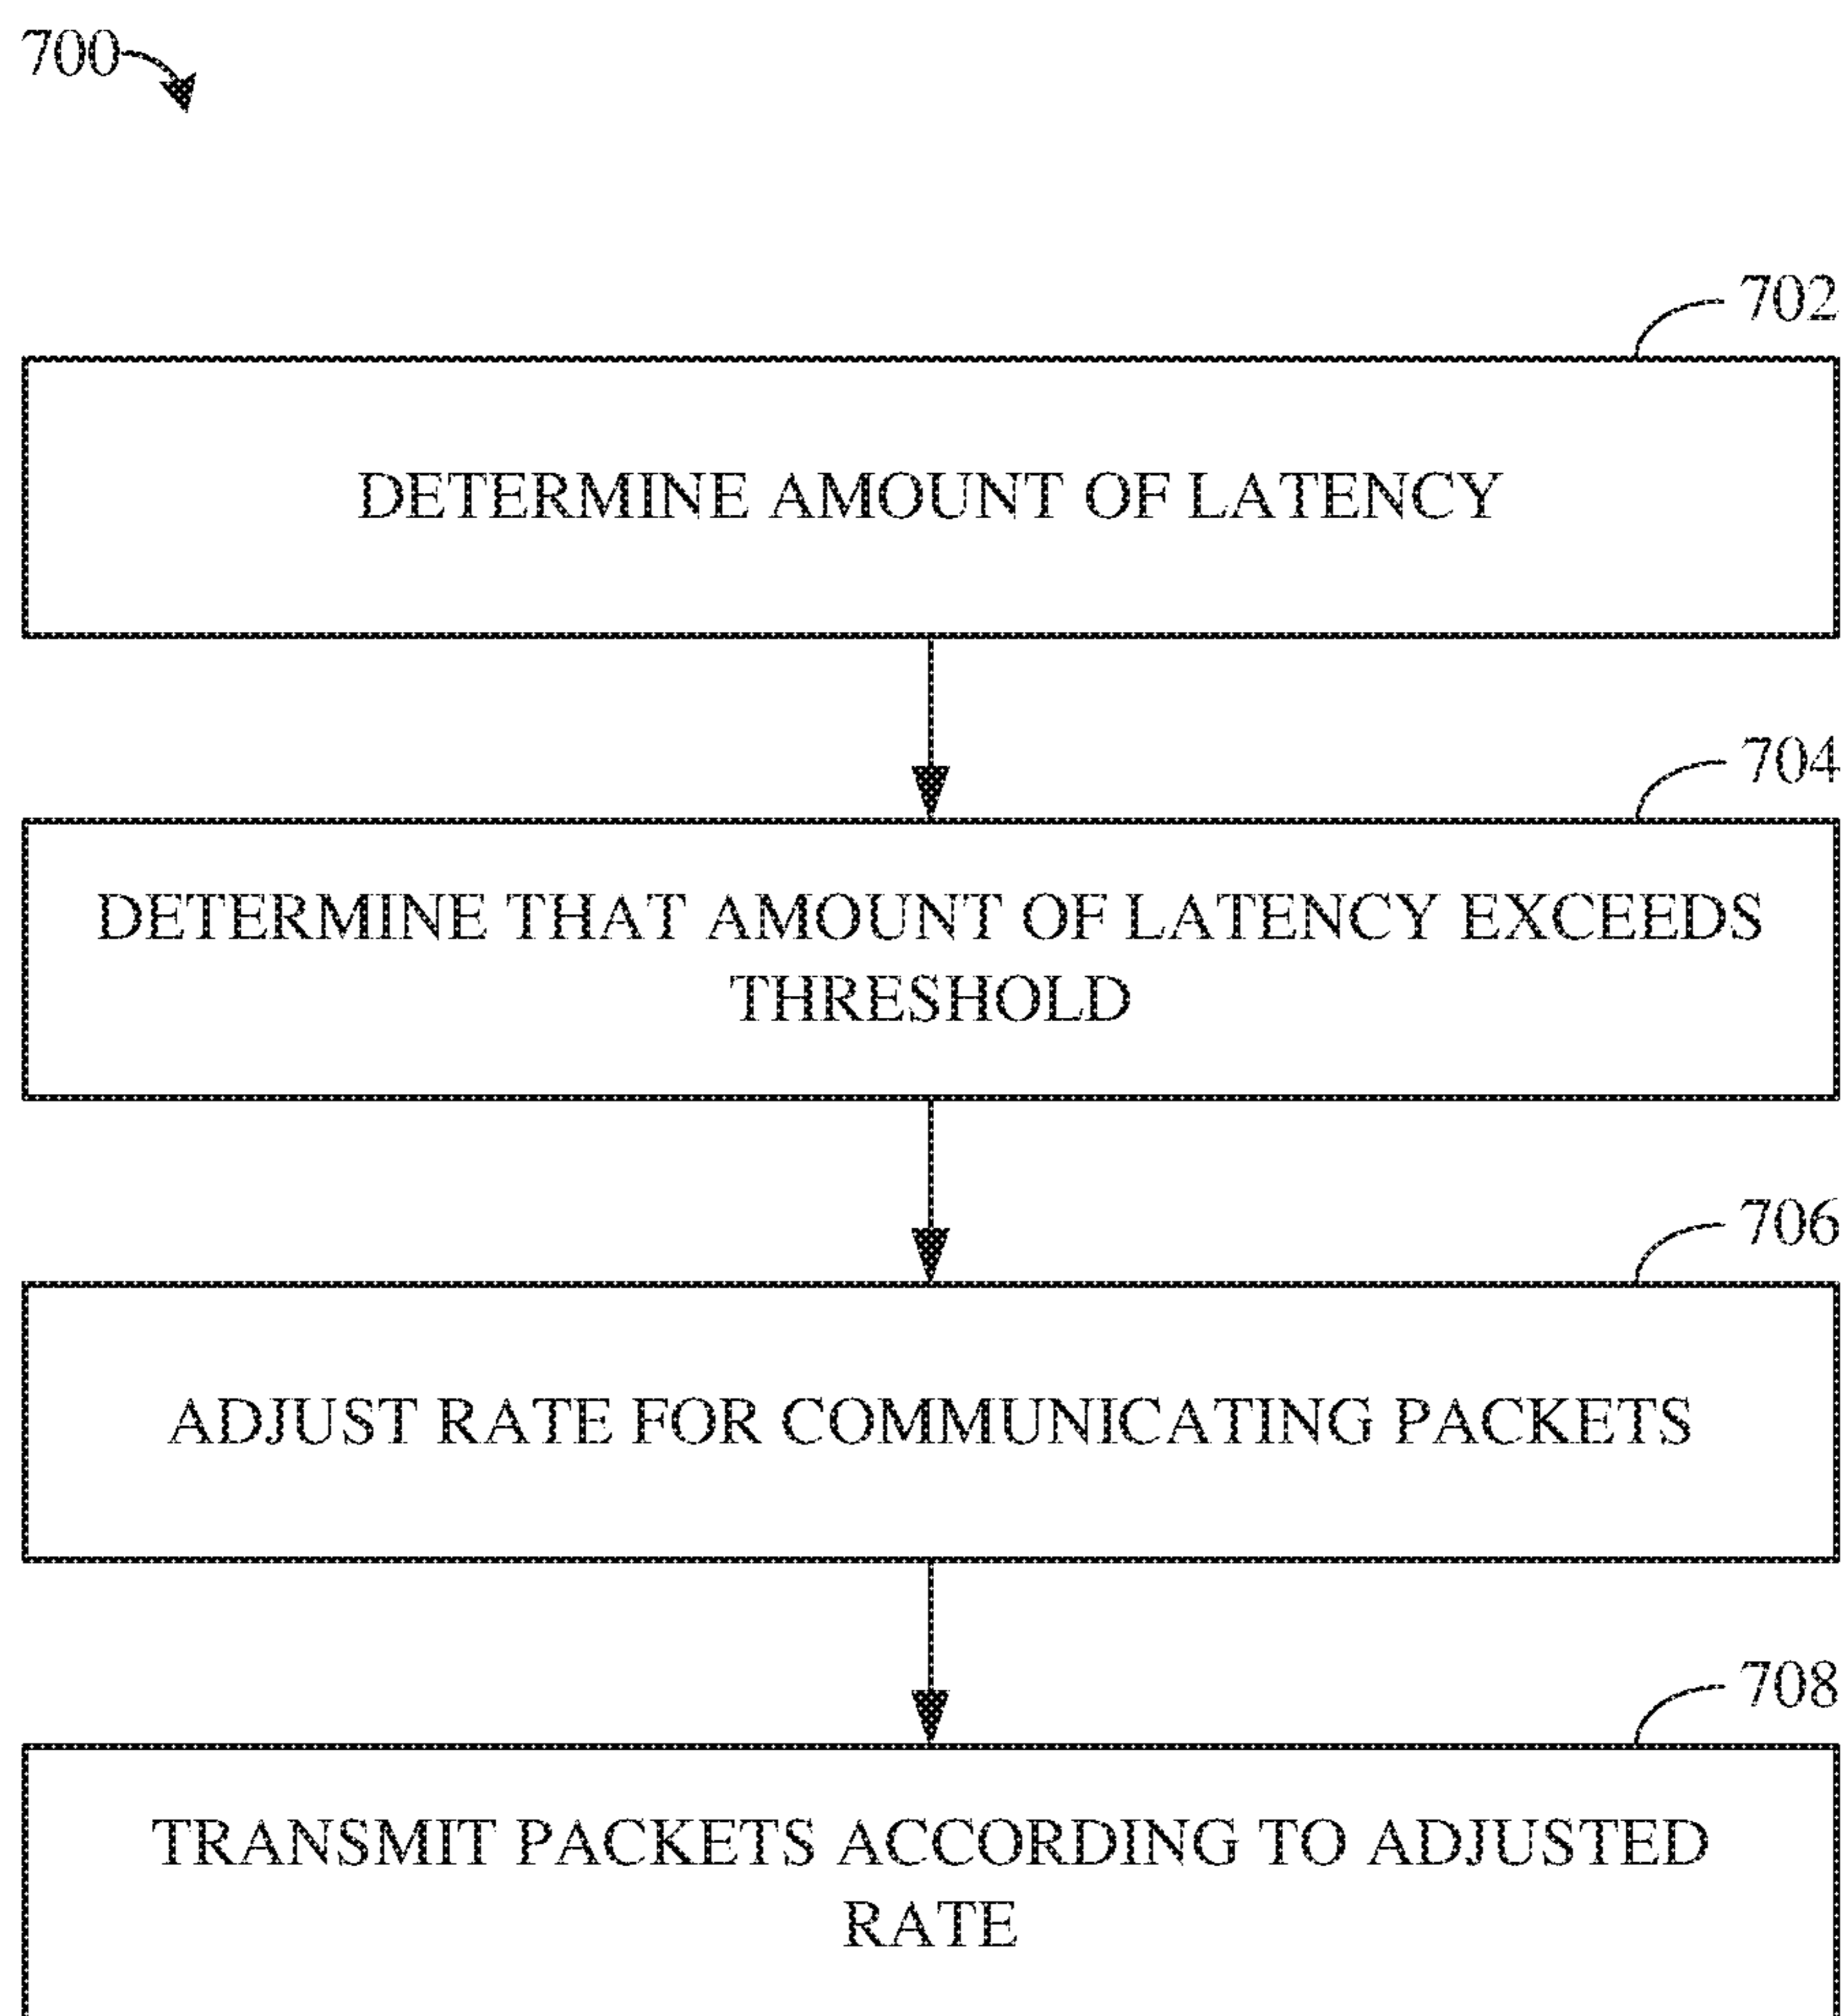 700
702
DETERMINE AMOUNT OF LATENCY
704
DETERMINE THAT AMOUNT OF LATENCY EXCEEDS
THRESHOLD
706
ADJUST RATE FOR COMMUNICATING PACKETS
708
TRANSMIT PACKETS ACCORDING TO ADJUSTED
RATE